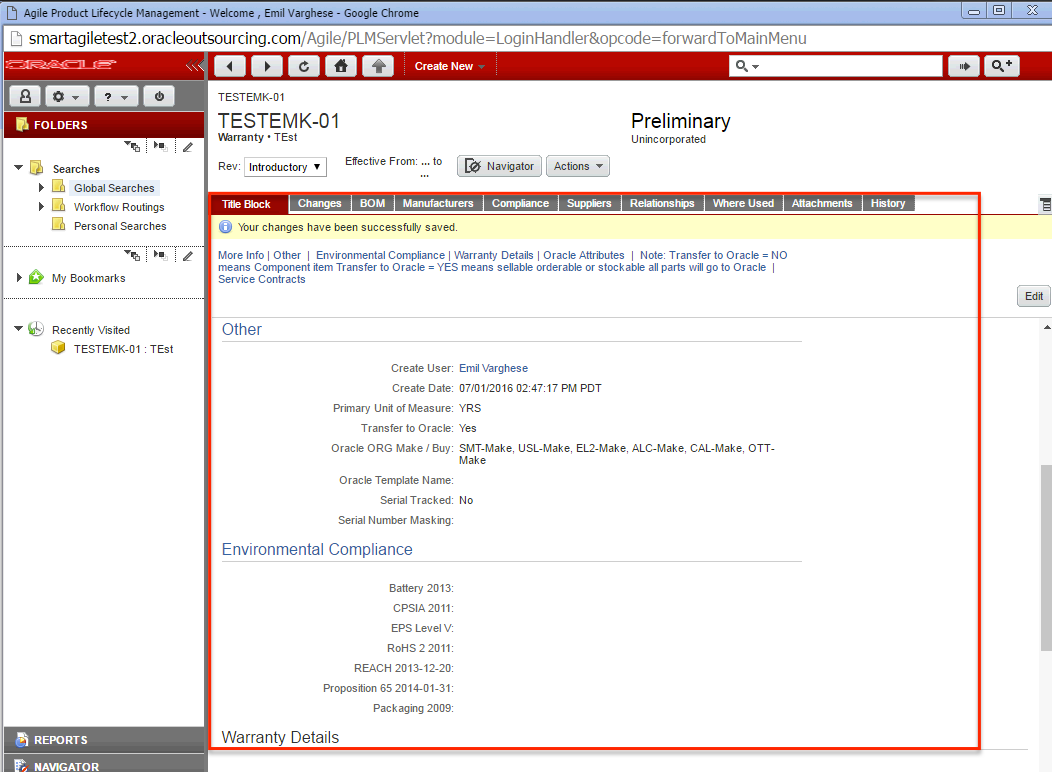 Agile Product Lifecycle Management - Welcome , Emil Varghese - Google Chrome
smartagiletest2.oracleoutsourcing.com/Agile/PLMServlet?module=LoginHandler&opcode=forwardToMainMenu
ORACLE
Create New
?
FOLDERS
Searches
Global Searches
Workflow Routings
Personal Searches
My Bookmarks
Recently Visited
TESTEMK-01 : TEst
REPORTS
NAVIGATOR
TESTEMK-01
TESTEMK-01
Warranty • TEst
Preliminary
Unincorporated
Rev: Introductory Effective From: ... to ...
Navigator Actions
Title Block Changes BOM Manufacturers Compliance Suppliers Relationships Where Used Attachments History
Your changes have been successfully saved.
More Info | Other | Environmental Compliance | Warranty Details | Oracle Attributes | Note: Transfer to Oracle = NO
means Component item Transfer to Oracle = YES means sellable orderable or stockable all parts will go to Oracle |
Service Contracts
Edit
Other
Create User: Emil Varghese
Create Date: 07/01/2016 02:47:17 PM PDT
Primary Unit of Measure: YRS
Transfer to Oracle: Yes
Oracle ORG Make / Buy: SMT-Make, USL-Make, EL2-Make, ALC-Make, CAL-Make, OTT-
Make
Oracle Template Name:
Serial Tracked: No
Serial Number Masking:
Environmental Compliance
Battery 2013:
CPSIA 2011:
EPS Level V:
RoHS 2 2011:
REACH 2013-12-20:
Proposition 65 2014-01-31:
Packaging 2009:
Warranty Details